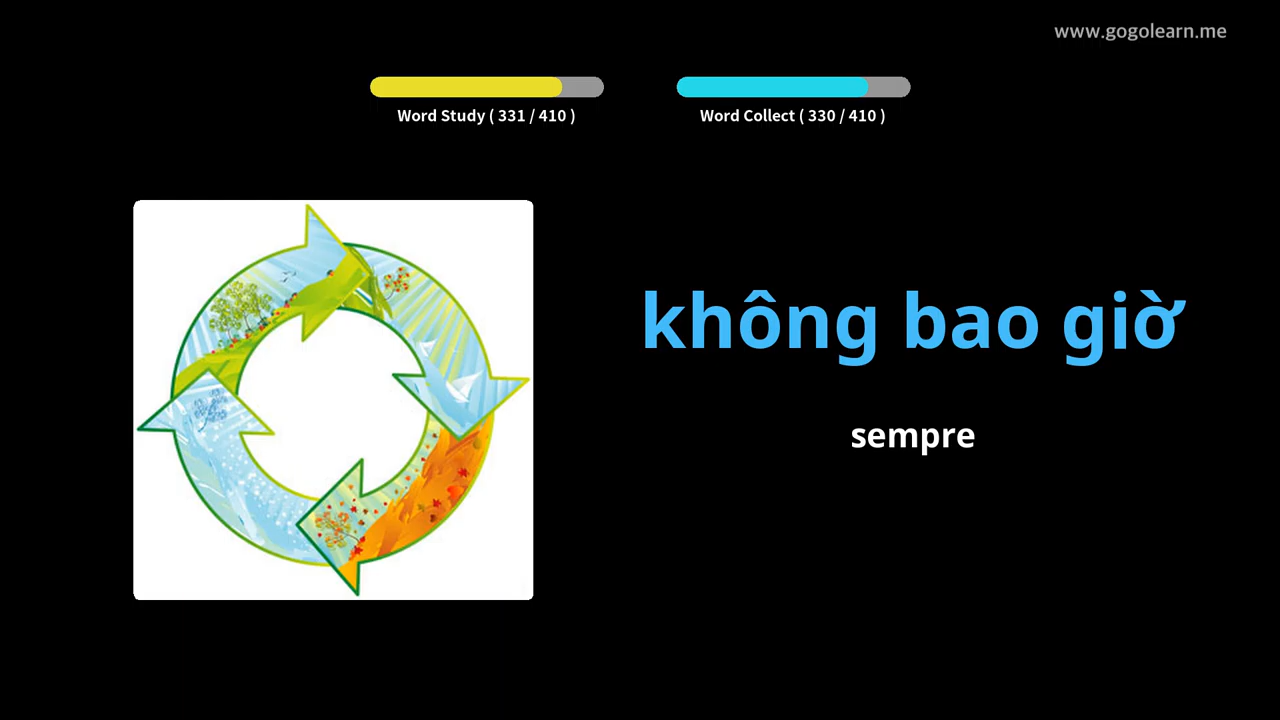 www.gogolearn.me
Word Study ( 331 / 410 )
Word Collect ( 330 / 410 )
không bao giờ
sempre